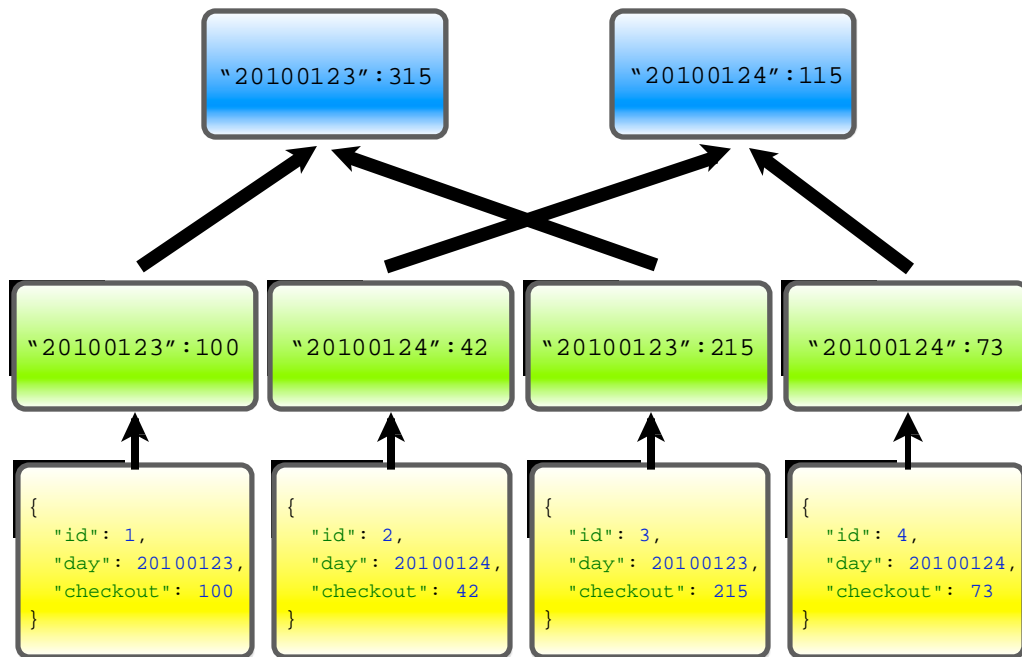 “20100123”:315
“20100124”:115
“20100123”:100
“20100124”:42
“20100123”:215
“20100124”:73
{
"id": 1,
"day": 20100123,
"checkout": 100
}
{
"id": 2,
"day": 20100124,
"checkout": 42
}
{
"id": 3,
"day": 20100123,
"checkout": 215
}
{
"id": 4,
"day": 20100124,
"checkout": 73
}